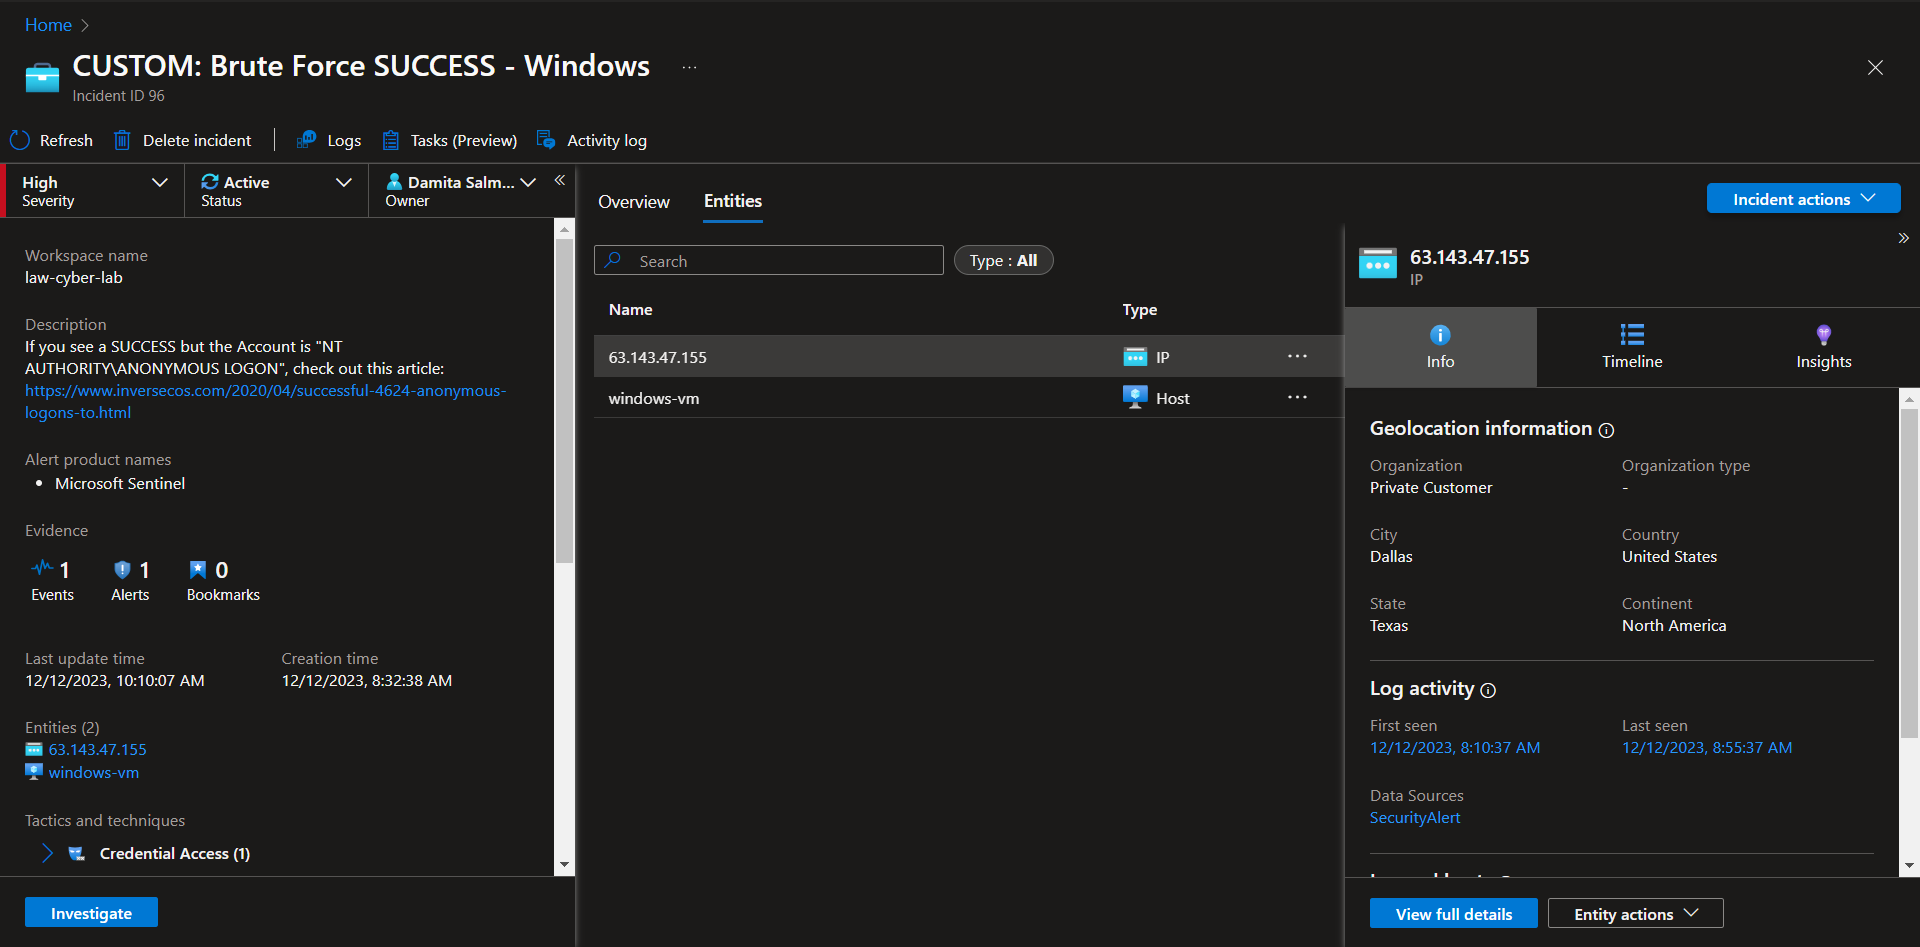 Home
CUSTOM: Brute Force SUCCESS - Windows ...
Incident ID 96
Refresh Delete incident Logs Tasks (Preview) Activity log
High
Severity
Active
Status
Damita Salm...
Owner
Workspace name
law-cyber-lab
Description
If you see a SUCCESS but the Account is "NT
AUTHORITY\ANONYMOUS LOGON", check out this article:
https://www.inversecos.com/2020/04/successful-4624-anonymous-
logons-to.html
Alert product names
• Microsoft Sentinel
Evidence
1 1 0
Events Alerts Bookmarks
Last update time Creation time
12/12/2023, 10:10:07 AM 12/12/2023, 8:32:38 AM
Entities (2)
63.143.47.155
windows-vm
Tactics and techniques
Credential Access (1)
Investigate
Overview Entities
Incident actions
Search Type : All
Name Type
63.143.47.155 IP ...
windows-vm Host ...
63.143.47.155
IP
Info Timeline Insights
Geolocation information
Organization Organization type
Private Customer -
City Country
Dallas United States
State Continent
Texas North America
Log activity
First seen Last seen
12/12/2023, 8:10:37 AM 12/12/2023, 8:55:37 AM
Data Sources
SecurityAlert
View full details Entity actions